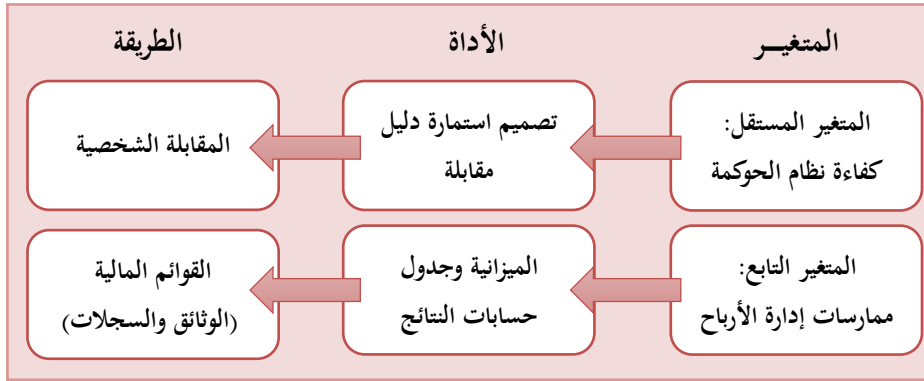 المتغيـــر
الأداة
الطريقة
المتغير المستقل:
كفاءة نظام الحوكمة
تصميم استمارة دليل
مقابلة
المقابلة الشخصية
المتغير التابع:
ممارسات إدارة الأرباح
الميزانية وجدول
حسابات النتائج
القوائم المالية
(الوثائق والسجلات)